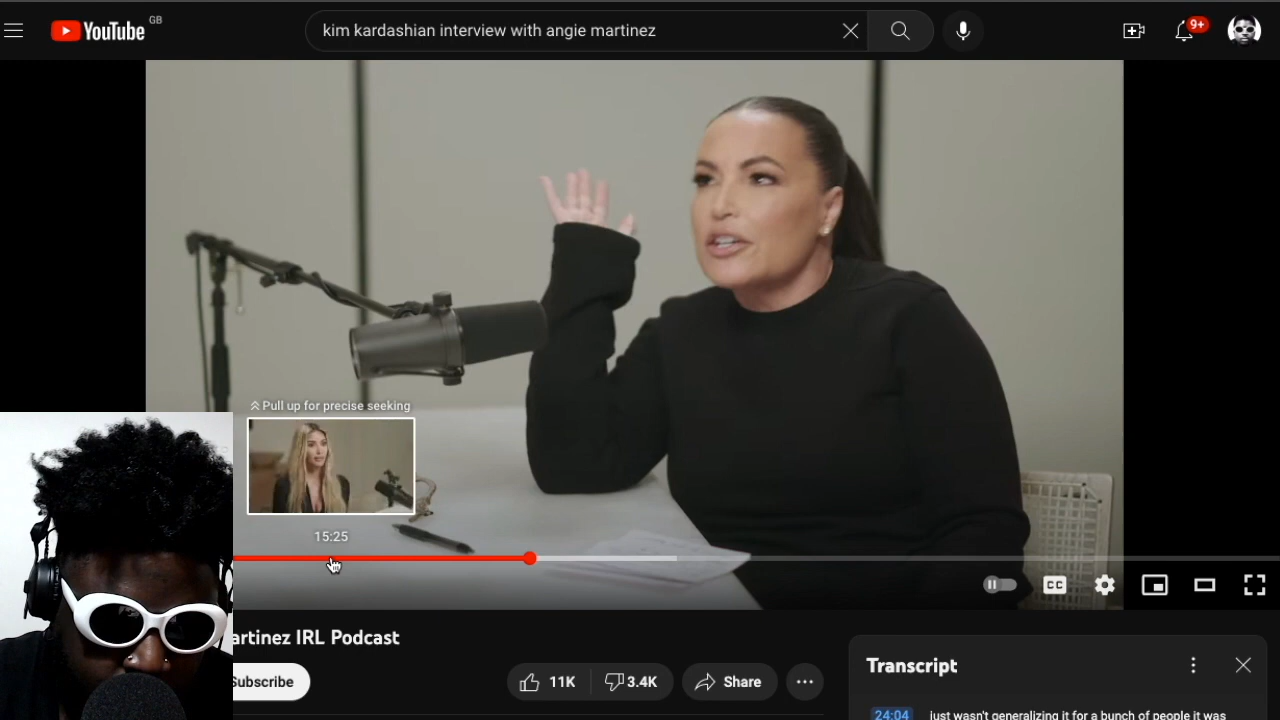 YouTube
GB
kim kardashian interview with angie martinez
9+
Pull up for precise seeking
15:25
CC
artinez IRL Podcast
Subscribe
11K
3.4K
Share
Transcript
24:04
just wasn't generalizing it for a bunch of people it was